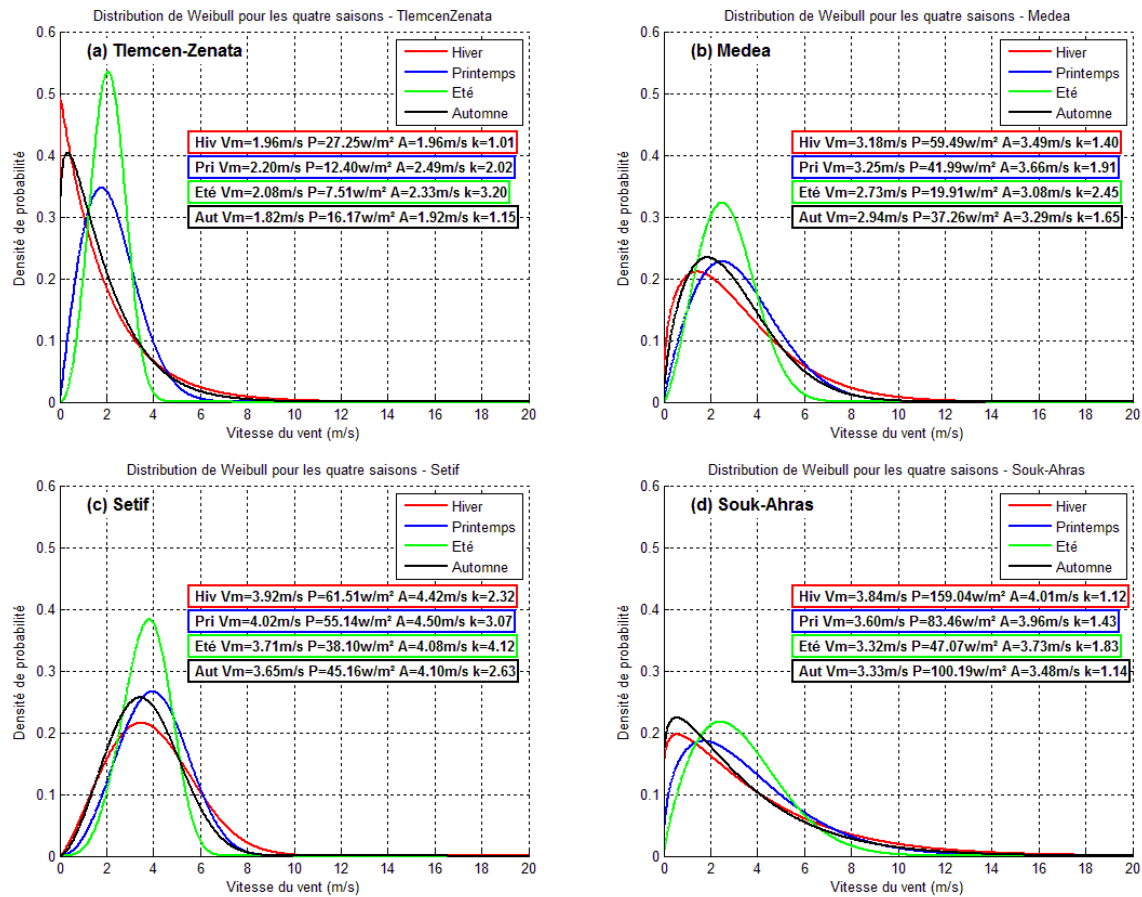 Distribution de Weibull pour les quatre saisons - TlemcenZenata
(a) Tlemcen-Zenata
Hiver
Printemps
Eté
Automne
Hiv Vm=1.96m/s P=27.25w/m² A=1.96m/s k=1.01
Pri Vm=2.20m/s P=12.40w/m² A=2.49m/s k=2.02
Eté Vm=2.08m/s P=7.51w/m² A=2.33m/s k=3.20
Aut Vm=1.82m/s P=16.17w/m² A=1.92m/s k=1.15
Densité de probabilité
0.6
0.5
0.4
0.3
0.2
0.1
0
0 2 4 6 8 10 12 14 16 18 20
Vitesse du vent (m/s)
Distribution de Weibull pour les quatre saisons - Medea
(b) Medea
Hiver
Printemps
Eté
Automne
Hiv Vm=3.18m/s P=59.49w/m² A=3.49m/s k=1.40
Pri Vm=3.25m/s P=41.99w/m² A=3.66m/s k=1.91
Eté Vm=2.73m/s P=19.91w/m² A=3.08m/s k=2.45
Aut Vm=2.94m/s P=37.26w/m² A=3.29m/s k=1.65
Densité de probabilité
0.6
0.5
0.4
0.3
0.2
0.1
0
0 2 4 6 8 10 12 14 16 18 20
Vitesse du vent (m/s)
Distribution de Weibull pour les quatre saisons - Setif
(c) Setif
Hiver
Printemps
Eté
Automne
Hiv Vm=3.92m/s P=61.51w/m² A=4.42m/s k=2.32
Pri Vm=4.02m/s P=55.14w/m² A=4.50m/s k=3.07
Eté Vm=3.71m/s P=38.10w/m² A=4.08m/s k=4.12
Aut Vm=3.65m/s P=45.16w/m² A=4.10m/s k=2.63
Densité de probabilité
0.6
0.5
0.4
0.3
0.2
0.1
0
0 2 4 6 8 10 12 14 16 18 20
Vitesse du vent (m/s)
Distribution de Weibull pour les quatre saisons - Souk-Ahras
(d) Souk-Ahras
Hiver
Printemps
Eté
Automne
Hiv Vm=3.84m/s P=159.04w/m² A=4.01m/s k=1.12
Pri Vm=3.60m/s P=83.46w/m² A=3.96m/s k=1.43
Eté Vm=3.32m/s P=47.07w/m² A=3.73m/s k=1.83
Aut Vm=3.33m/s P=100.19w/m² A=3.48m/s k=1.14
Densité de probabilité
0.6
0.5
0.4
0.3
0.2
0.1
0
0 2 4 6 8 10 12 14 16 18 20
Vitesse du vent (m/s)